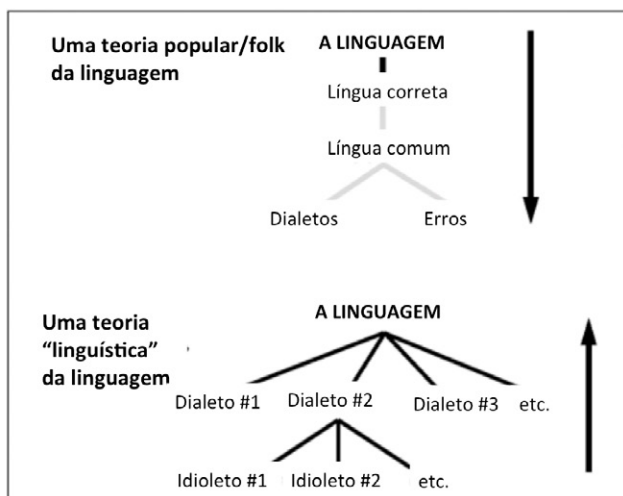 Uma teoria popular/folk
da linguagem
A LINGUAGEM
Língua correta
Língua comum
Dialetos Erros
Uma teoria
“linguística”
da linguagem
A LINGUAGEM
Dialeto #1 Dialeto #2 Dialeto #3 etc.
Idioleto #1 Idioleto #2 etc.